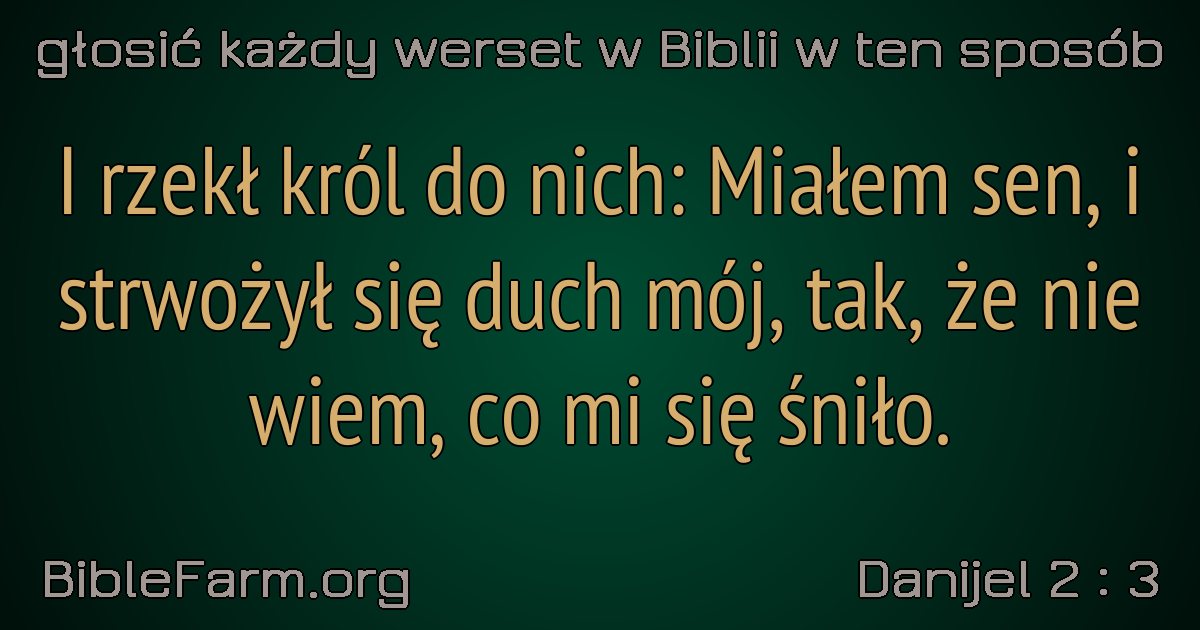 głosić każdy werset w Biblii w ten sposób
I rzekł król do nich: Miałem sen, i
strwożył się duch mój, tak, że nie
wiem, co mi się śniło.
BibleFarm.org
Danijel 2 : 3